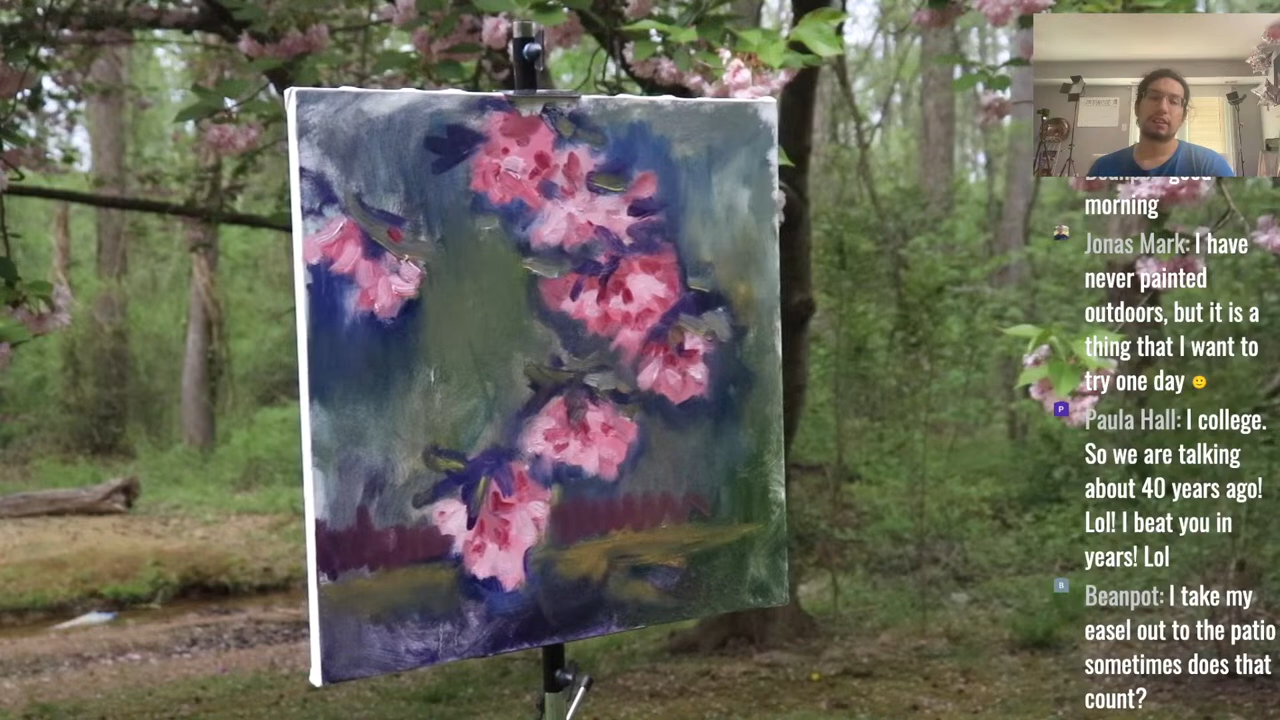 morning
Jonas Mark: I have
never painted
outdoors, but it is a
thing that I want to
try one day 🙂
Paula Hall: I college.
So we are talking
about 40 years ago!
Lol! I beat you in
years! Lol
Beanpot: I take my
easel out to the patio
sometimes does that
count?